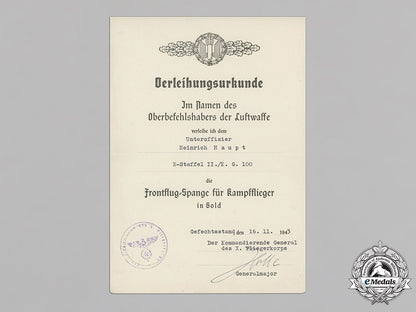 Verleihungsurkunde
Im Namen des
Oberbefehlshabers der Luftwaffe
verleihe ich dem
Unteroffizier
Heinrich Haupt
E-Staffel II./K. G. 100
die
Frontflug-Spange für Kampfflieger
in Gold
Gefechtsstand, den 16. 11. 1943
Der Kommandierende General
des X. Fliegerkorps
Generalmajor
eMedals